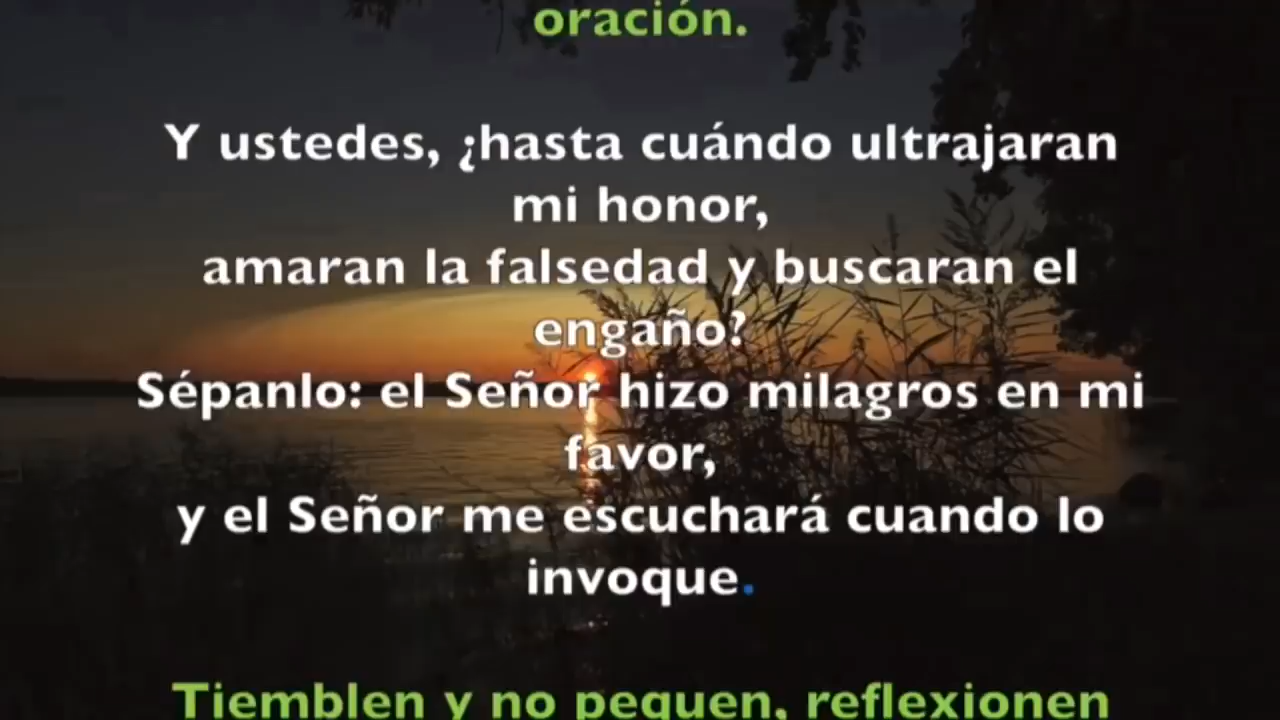 oración.
Y ustedes, ¿hasta cuándo ultrajaran
mi honor,
amaran la falsedad y buscaran el
engaño?
Sépanlo: el Señor hizo milagros en mi
favor,
y el Señor me escuchará cuando lo
invoque.
Tiemblen y no pequen, reflexionen